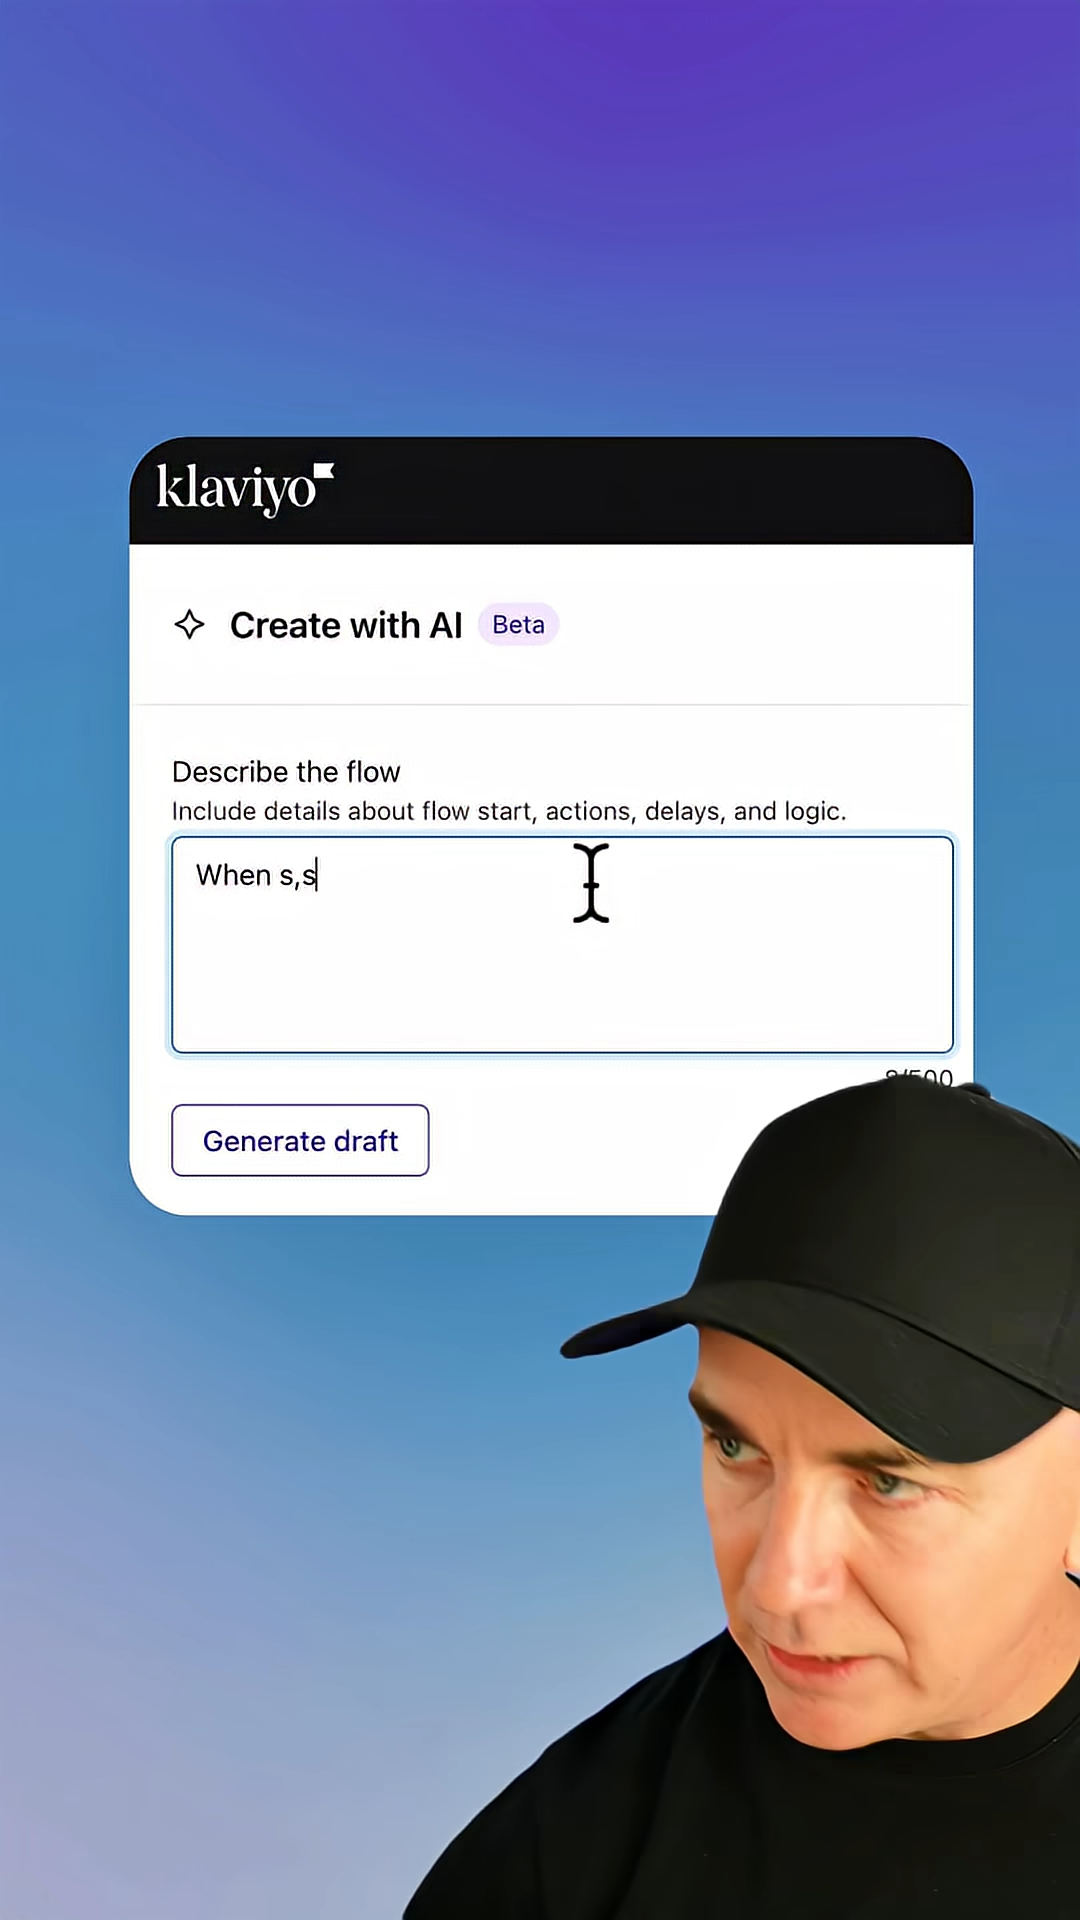 klaviyo
Create with AI Beta
Describe the flow
Include details about flow start, actions, delays, and logic.
When s,s
Generate draft